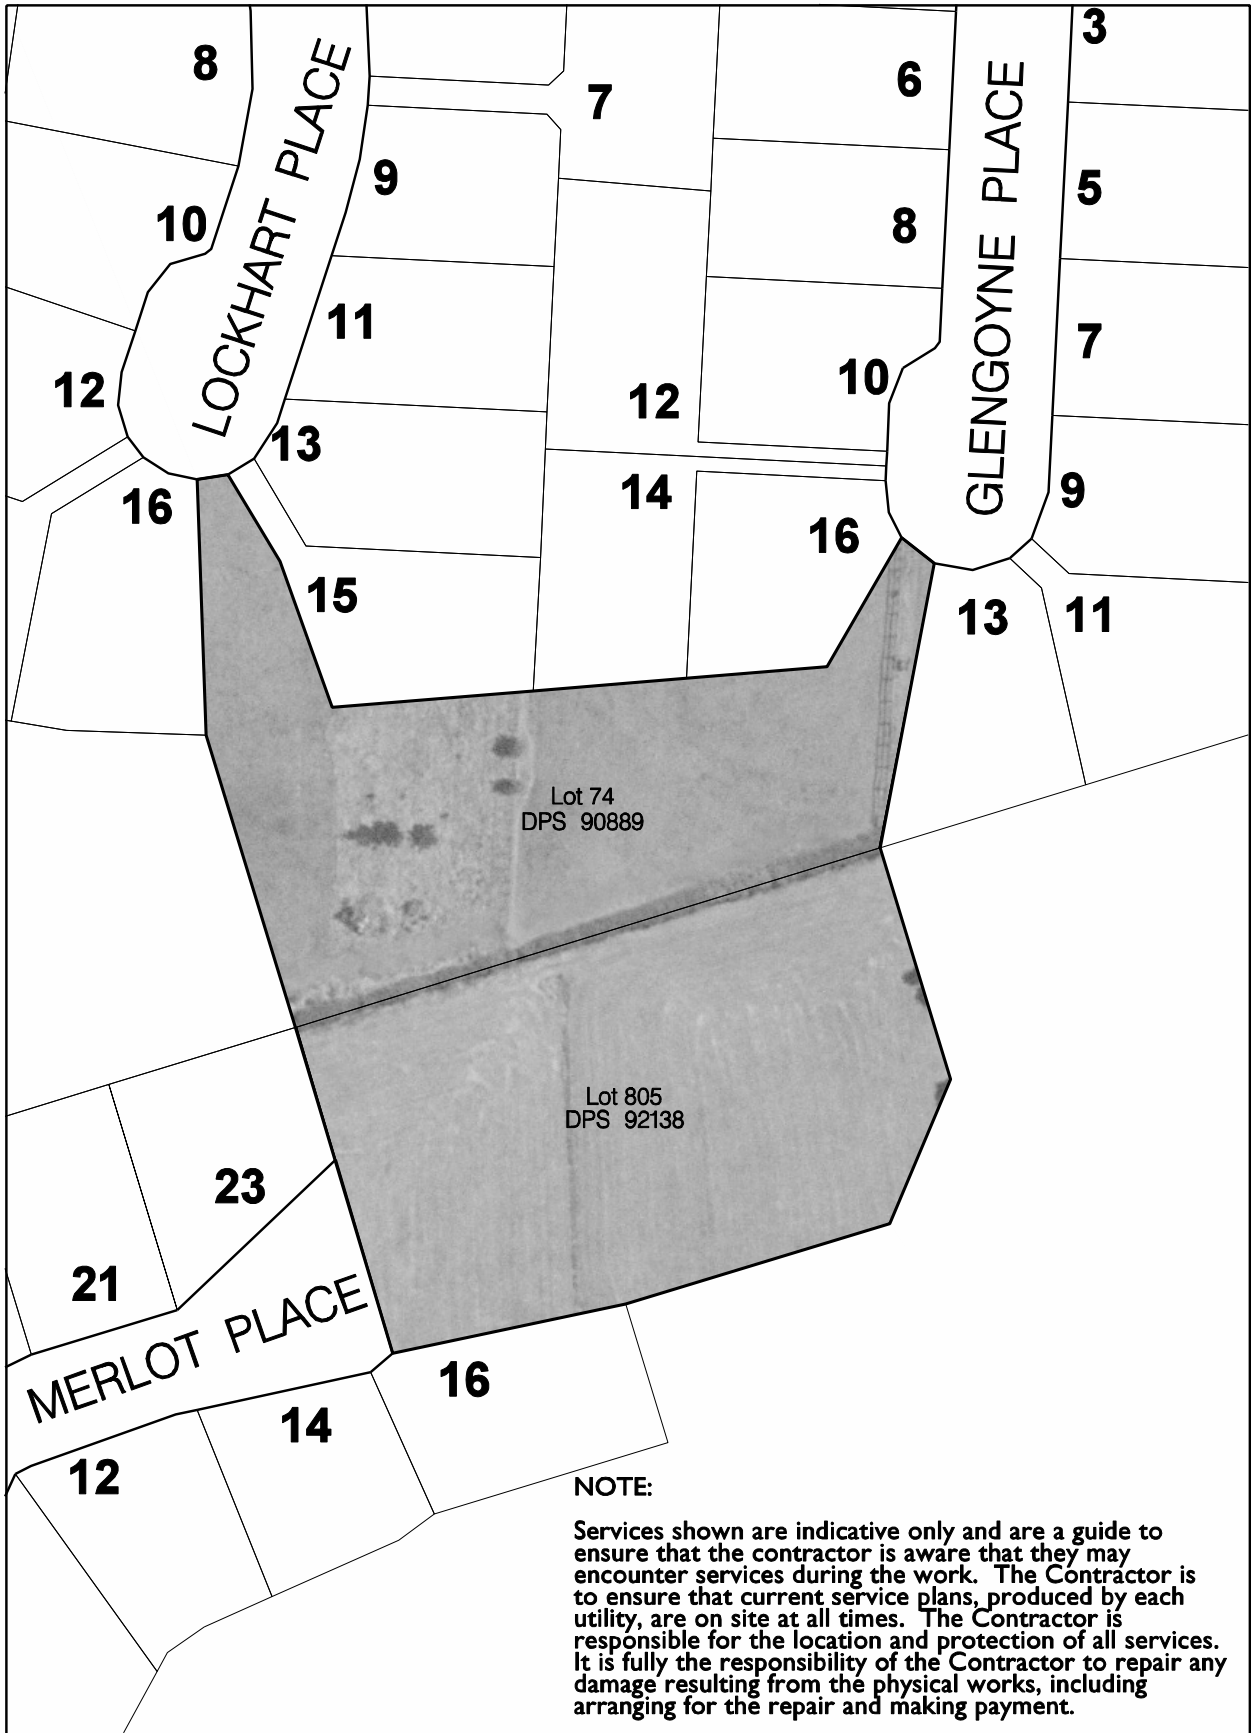 8
LOCKHART PLACE
7
6
GLENGOYNE PLACE
3
9
5
10
8
11
7
12
10
12
13
14
9
16
16
15
13
11
Lot 74
DPS 90889
Lot 805
DPS 92138
23
21
MERLOT PLACE
16
14
12
NOTE:
Services shown are indicative only and are a guide to
ensure that the contractor is aware that they may
encounter services during the work. The Contractor is
to ensure that current service plans, produced by each
utility, are on site at all times. The Contractor is
responsible for the location and protection of all services.
It is fully the responsibility of the Contractor to repair any
damage resulting from the physical works, including
arranging for the repair and making payment.